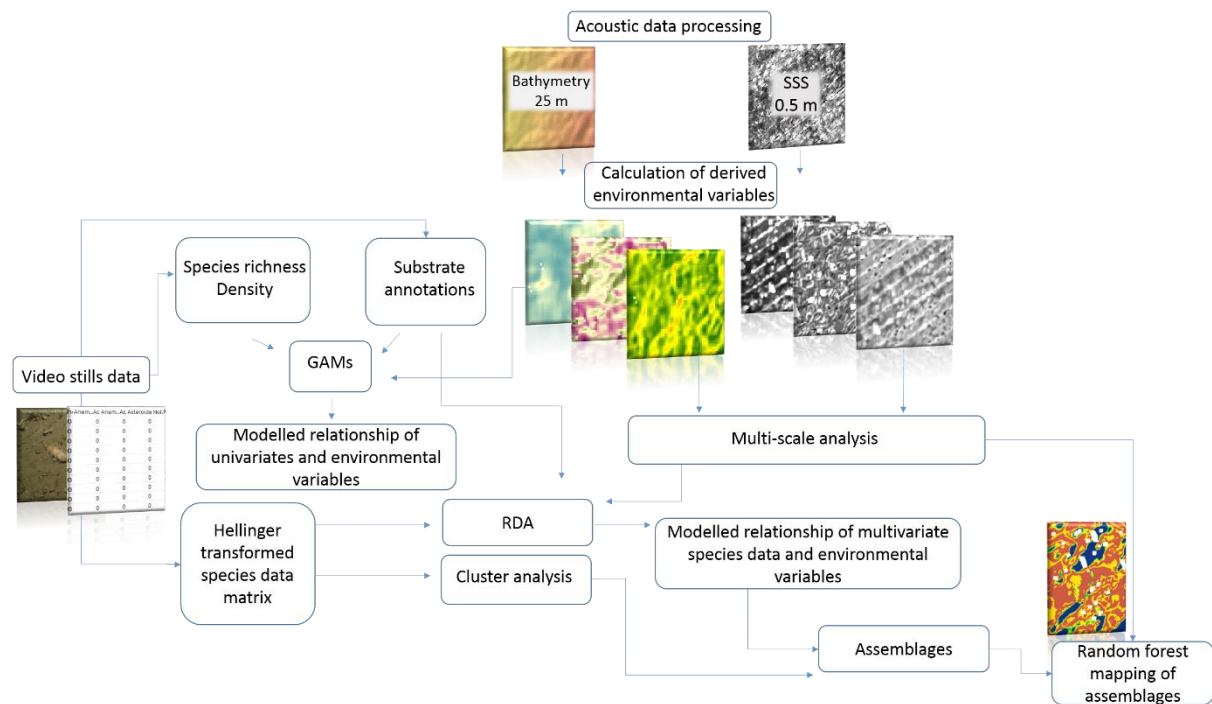 Acoustic data processing
Bathymetry
25 m
SSS
0.5 m
Calculation of derived
environmental variables
Species richness
Density
Substrate
annotations
GAMs
Video stills data
Modelled relationship of
univariates and environmental
variables
Multi-scale analysis
Hellinger
transformed
species data
matrix
RDA
Cluster analysis
Modelled relationship of multivariate
species data and environmental
variables
Assemblages
Random forest
mapping of
assemblages